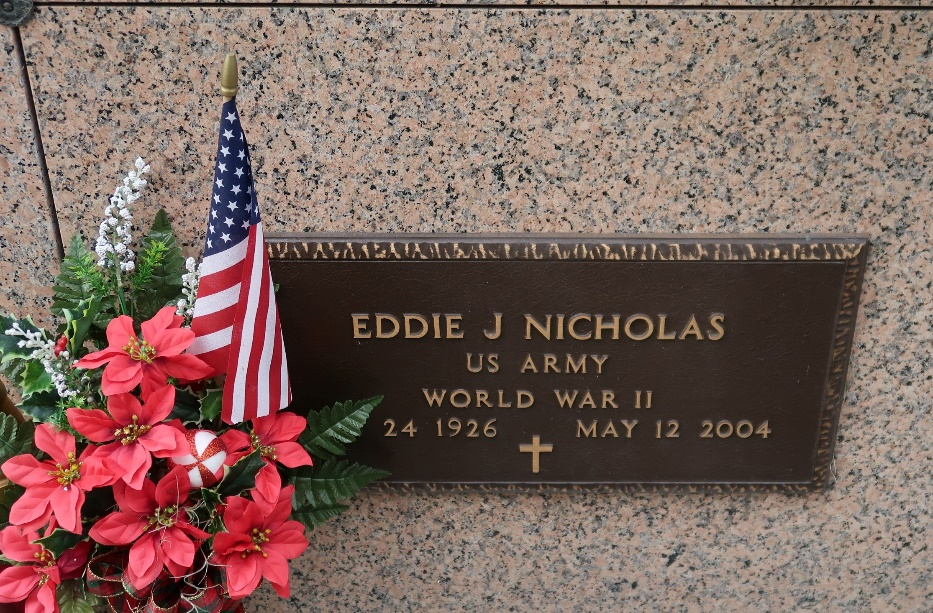 EDDIE J NICHOLAS
US ARMY
WORLD WAR II
24 1926 MAY 12 2004